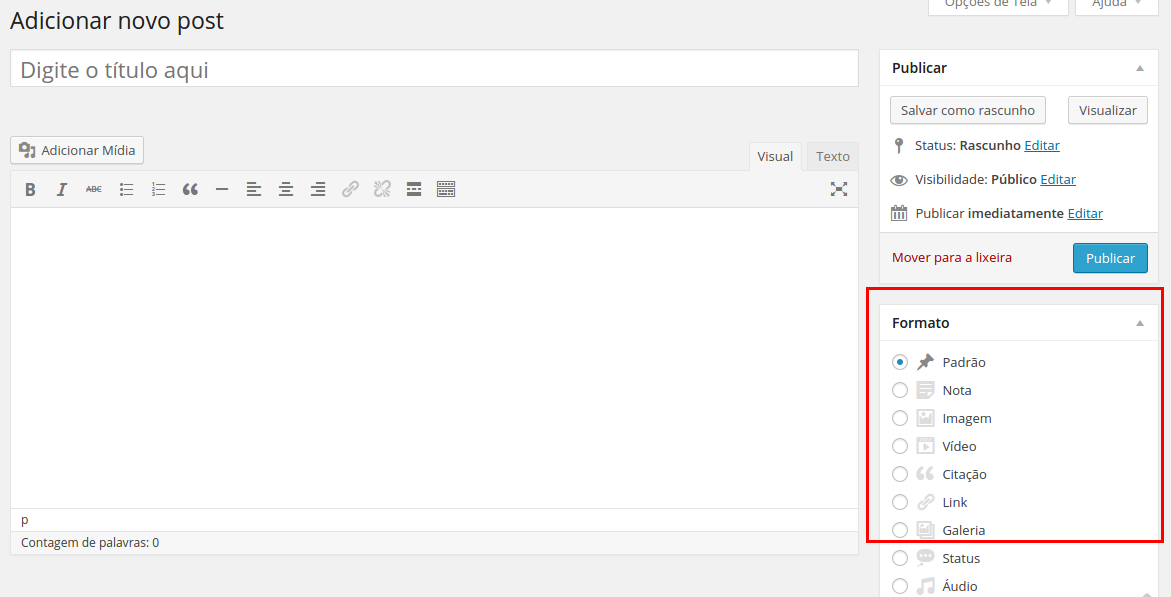 Adicionar novo post
Opções de Tela
Ajuda
Digite o título aqui
Adicionar Mídia
Visual
Texto
B I ABC
p
Contagem de palavras: 0
Publicar
Salvar como rascunho
Visualizar
Status: Rascunho Editar
Visibilidade: Público Editar
Publicar imediatamente Editar
Mover para a lixeira
Publicar
Formato
Padrão
Nota
Imagem
Vídeo
Citação
Link
Galeria
Status
Áudio